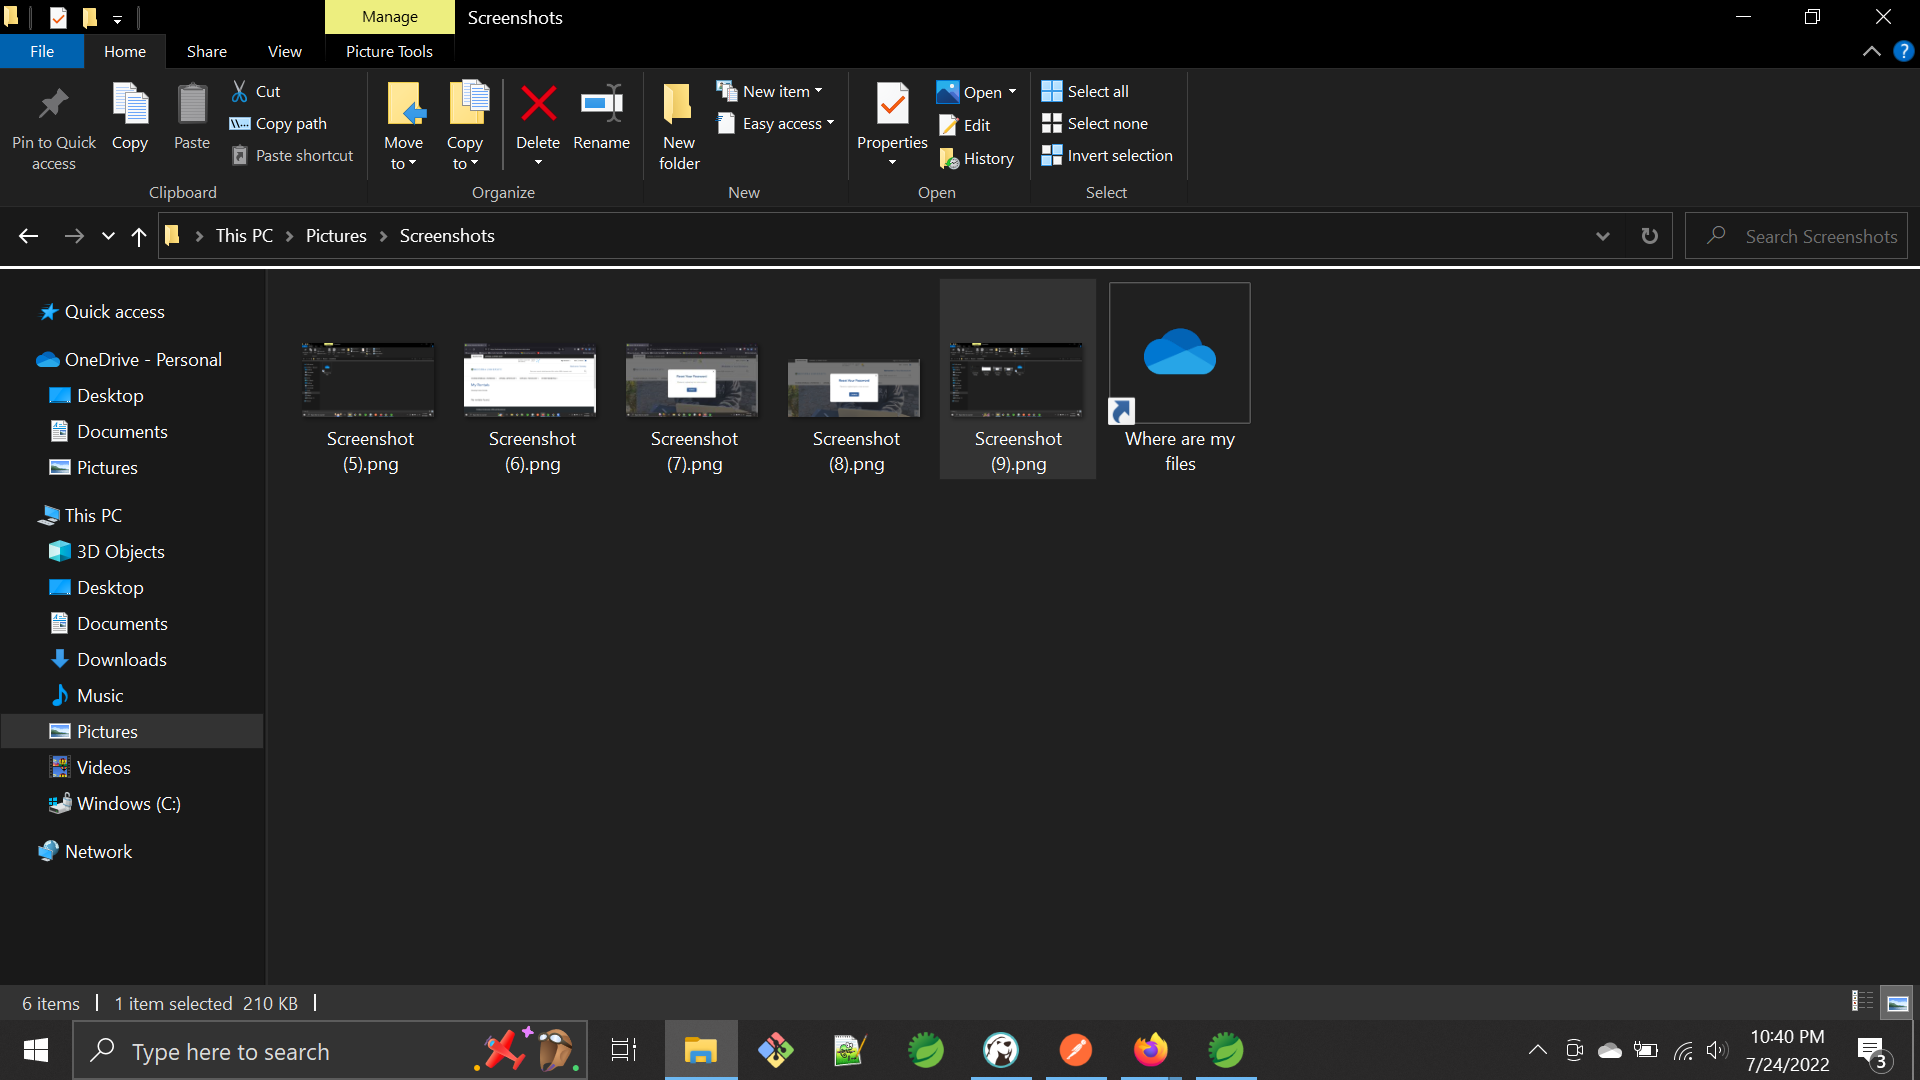 Manage
Screenshots
File
Home
Share
View
Picture Tools
?
Pin to Quick
access
Copy
Paste
Cut
Copy path
Paste shortcut
Clipboard
Move
to
Copy
to
Delete
Rename
Organize
New
folder
New item
Easy access
New
Properties
Open
Edit
History
Open
Select all
Select none
Invert selection
Select
This PC
Pictures
Screenshots
Search Screenshots
Quick access
OneDrive - Personal
Desktop
Documents
Pictures
This PC
3D Objects
Desktop
Documents
Downloads
Music
Pictures
Videos
Windows (C:)
Network
Screenshot
(5).png
Screenshot
(6).png
Screenshot
(7).png
Screenshot
(8).png
Screenshot
(9).png
Where are my
files
6 items
1 item selected 210 KB
Type here to search
10:40 PM
7/24/2022
3